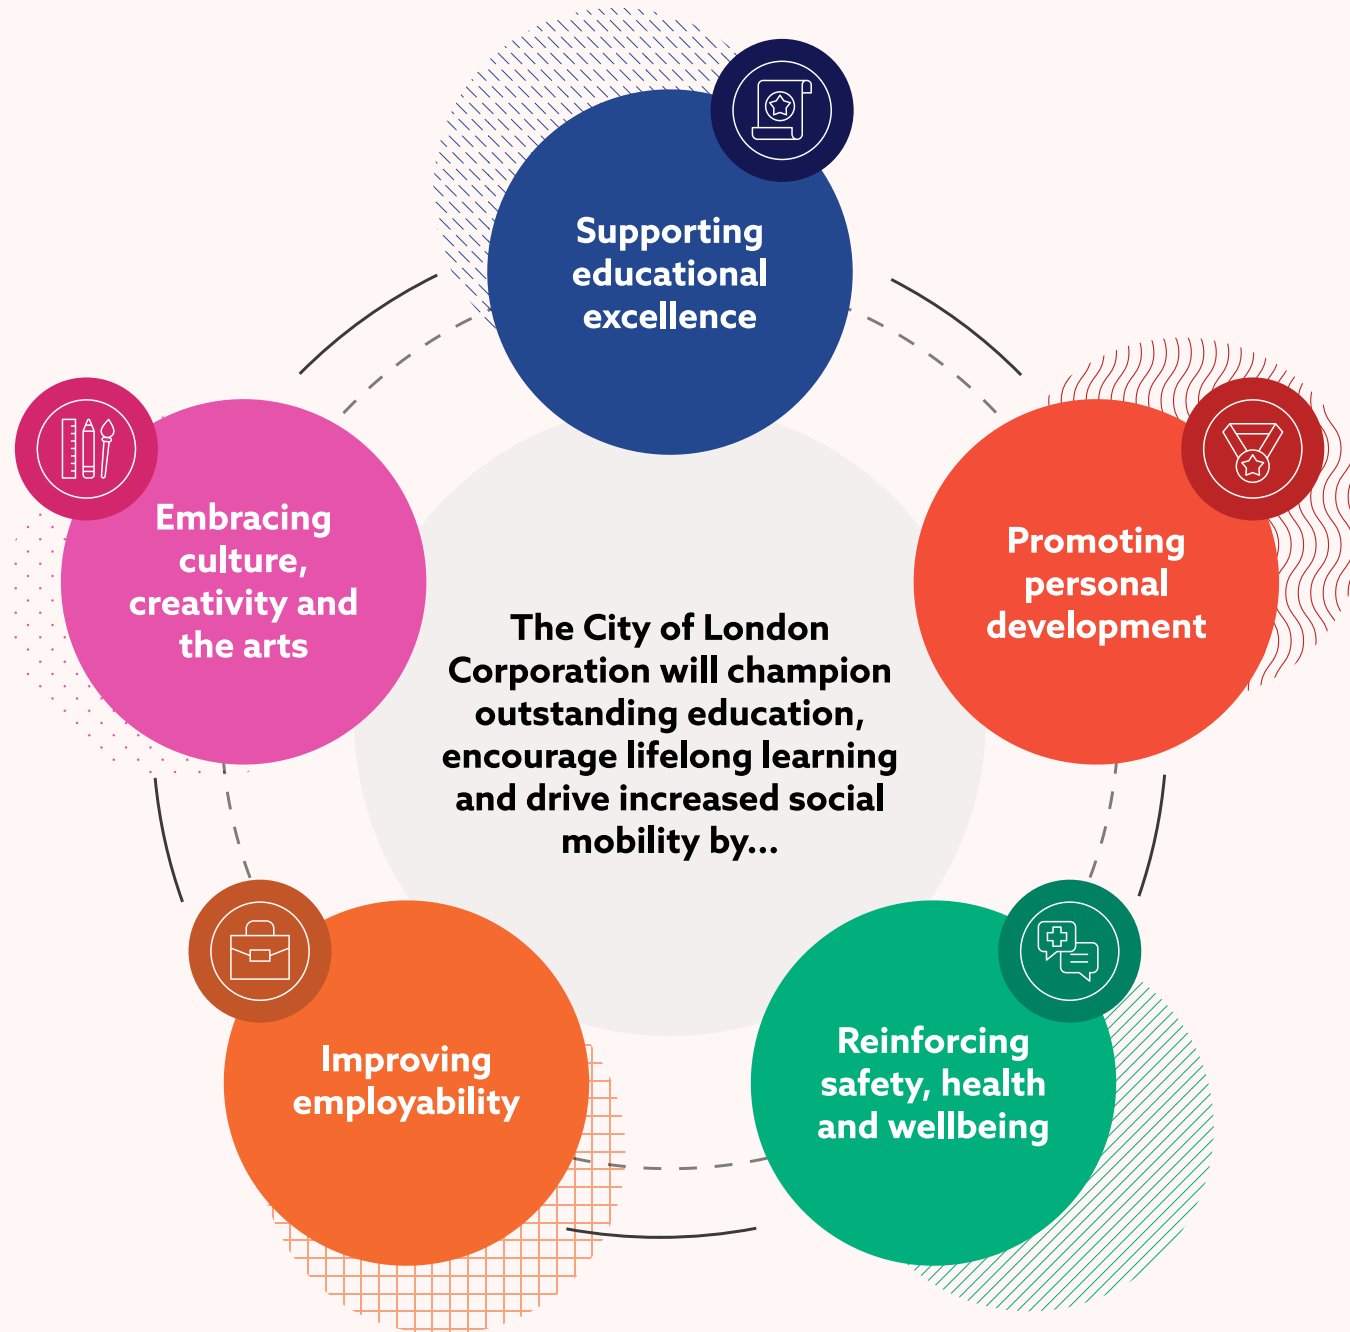 Supporting
educational
excellence
Promoting
personal
development
Reinforcing
safety, health
and wellbeing
Improving
employability
Embracing
culture,
creativity and
the arts
The City of London
Corporation will champion
outstanding education,
encourage lifelong learning
and drive increased social
mobility by...